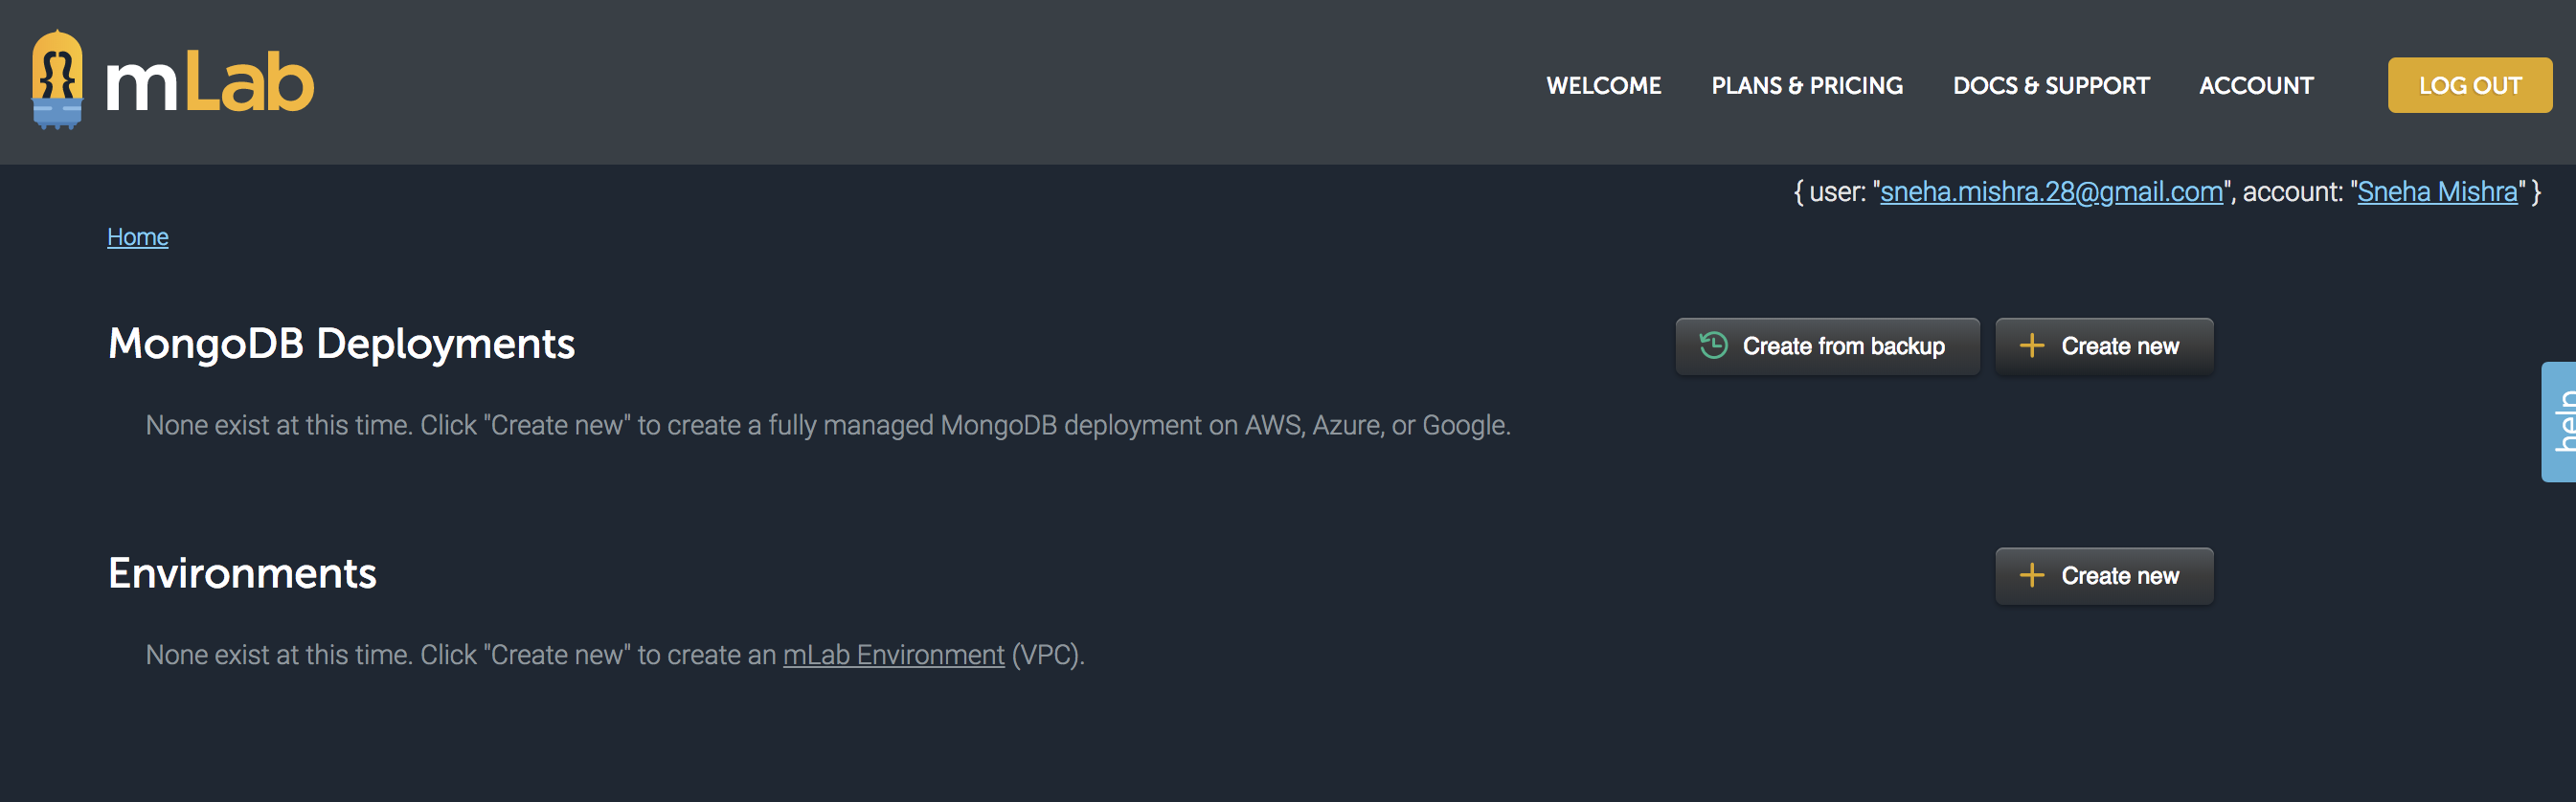 mLab
WELCOME PLANS & PRICING DOCS & SUPPORT ACCOUNT LOG OUT
{ user: "sneha.mishra.28@gmail.com", account: "Sneha Mishra" }
Home
MongoDB Deployments
Create from backup
Create new
help
None exist at this time. Click "Create new" to create a fully managed MongoDB deployment on AWS, Azure, or Google.
Environments
Create new
None exist at this time. Click "Create new" to create an mLab Environment (VPC).